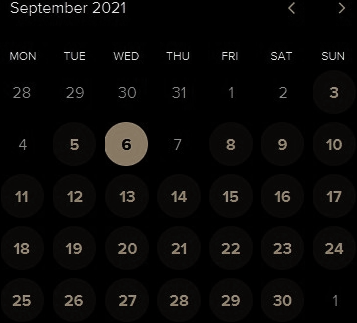 September 2021
MON TUE WED THU FRI SAT SUN
28 29 30 31 1 2 3
4 5 6 7 8 9 10
11 12 13 14 15 16 17
18 19 20 21 22 23 24
25 26 27 28 29 30 1